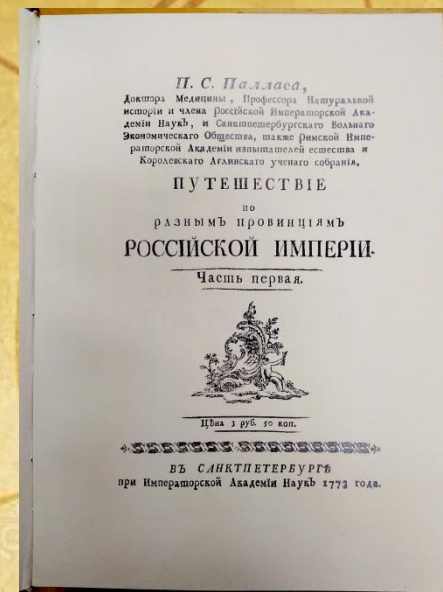 П. С. Палласа,
Доктора Медицины, Профессора Натуральной
истории и члена Россійской Императорской Ака-
деміи Наукъ, и Санктпетербургскаго Вольнаго
Экономическаго Общества, также Римской Импе-
раторской Академіи испытателей естества и
Королевскаго Аглинскаго ученаго собранія,
ПУТЕШЕСТВІЕ
по
РАЗНЫМЪ ПРОВИНЦІЯМЪ
РОССІЙСКОЙ ИМПЕРІИ.
Часть первая.
Цѣна 3 руб. 50 коп.
ВЪ САНКТПЕТЕРБУРГѢ
при Императорской Академіи Наукъ 1773 года.